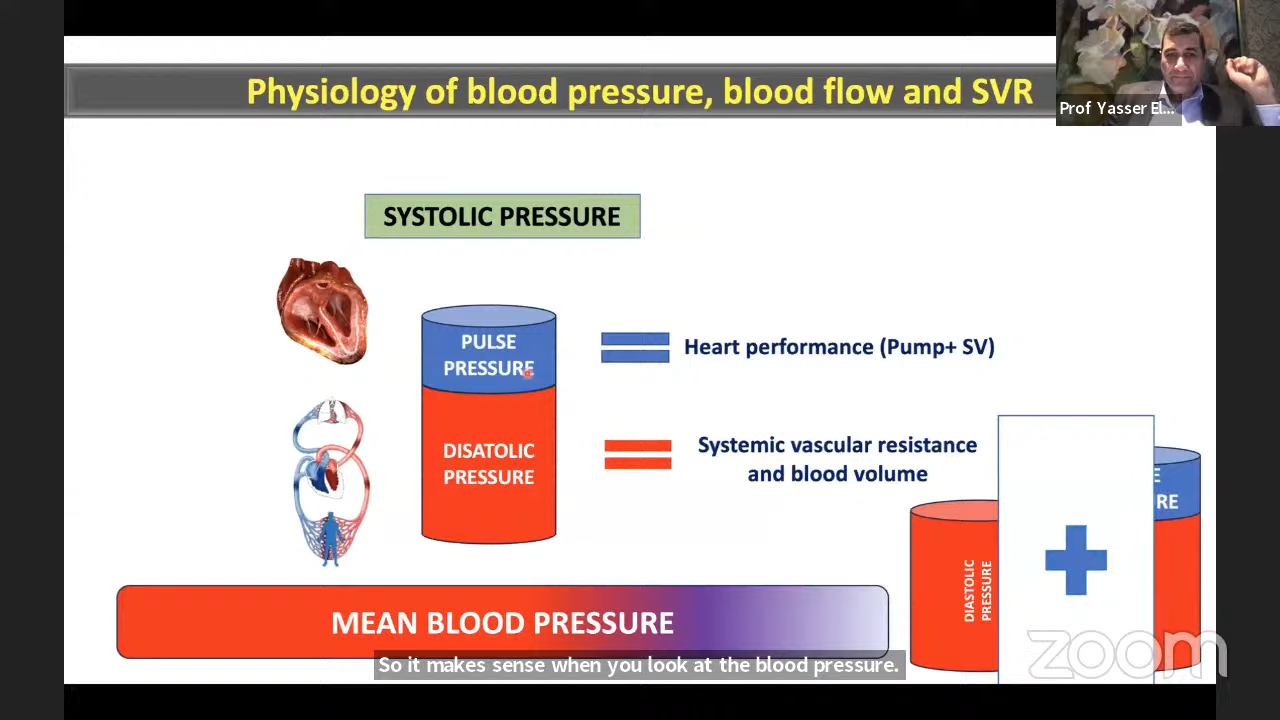 Physiology of blood pressure, blood flow and SVR
Prof Yasser El...
SYSTOLIC PRESSURE
PULSE
PRESSURE
Heart performance (Pump+ SV)
DISATOLIC
PRESSURE
Systemic vascular resistance
and blood volume
DIASTOLIC
PRESSURE
E
RE
MEAN BLOOD PRESSURE
So it makes sense when you look at the blood pressure.
zoom